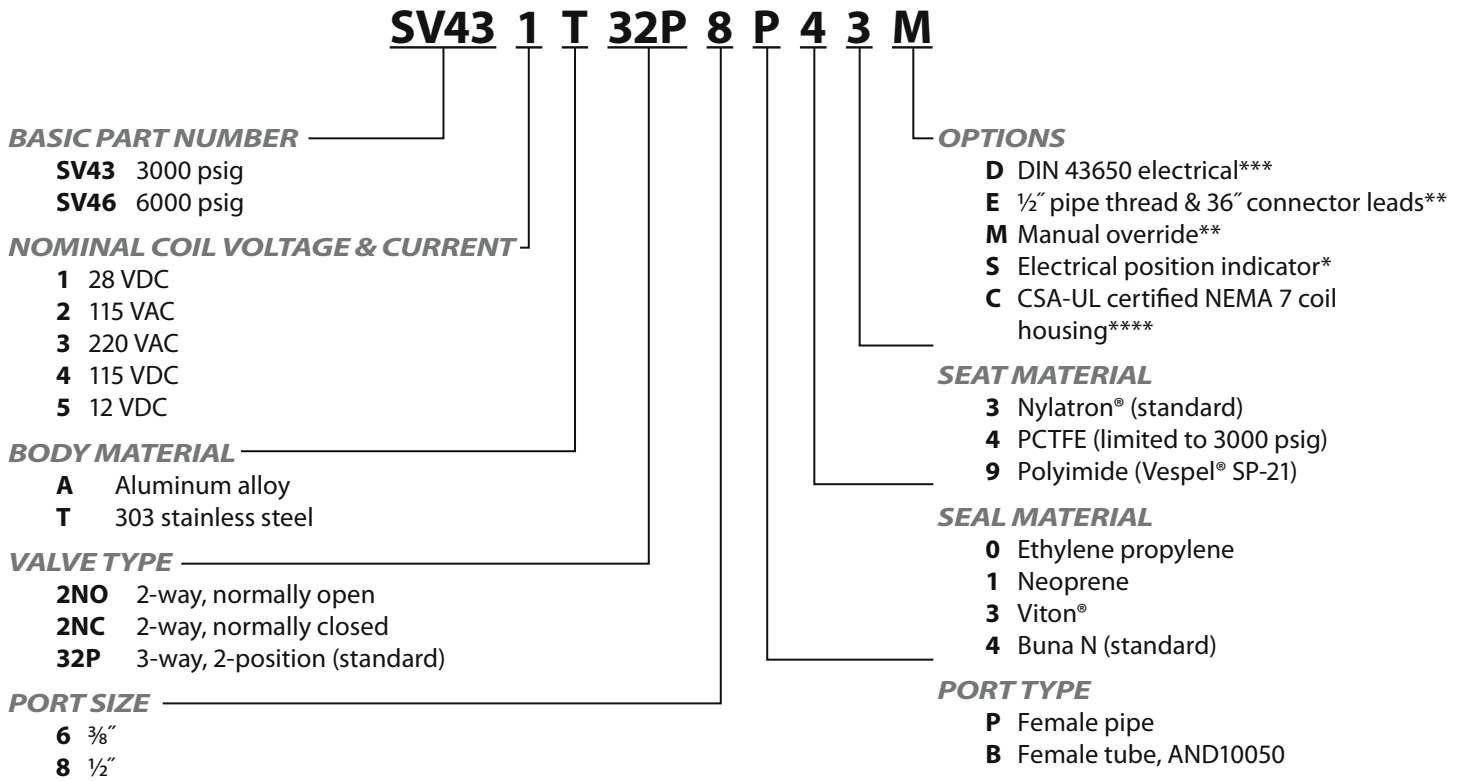 SV43 1 T 32P 8 P 4 3 M
BASIC PART NUMBER
SV43 3000 psig
SV46 6000 psig
NOMINAL COIL VOLTAGE & CURRENT
1 28 VDC
2 115 VAC
3 220 VAC
4 115 VDC
5 12 VDC
BODY MATERIAL
A Aluminum alloy
T 303 stainless steel
VALVE TYPE
2NO 2-way, normally open
2NC 2-way, normally closed
32P 3-way, 2-position (standard)
PORT SIZE
6 ⅜˝
8 ½˝
OPTIONS
D DIN 43650 electrical***
E ½˝ pipe thread & 36˝ connector leads**
M Manual override**
S Electrical position indicator*
C CSA-UL certified NEMA 7 coil
housing****
SEAT MATERIAL
3 Nylatron® (standard)
4 PCTFE (limited to 3000 psig)
9 Polyimide (Vespel® SP-21)
SEAL MATERIAL
0 Ethylene propylene
1 Neoprene
3 Viton®
4 Buna N (standard)
PORT TYPE
P Female pipe
B Female tube, AND10050